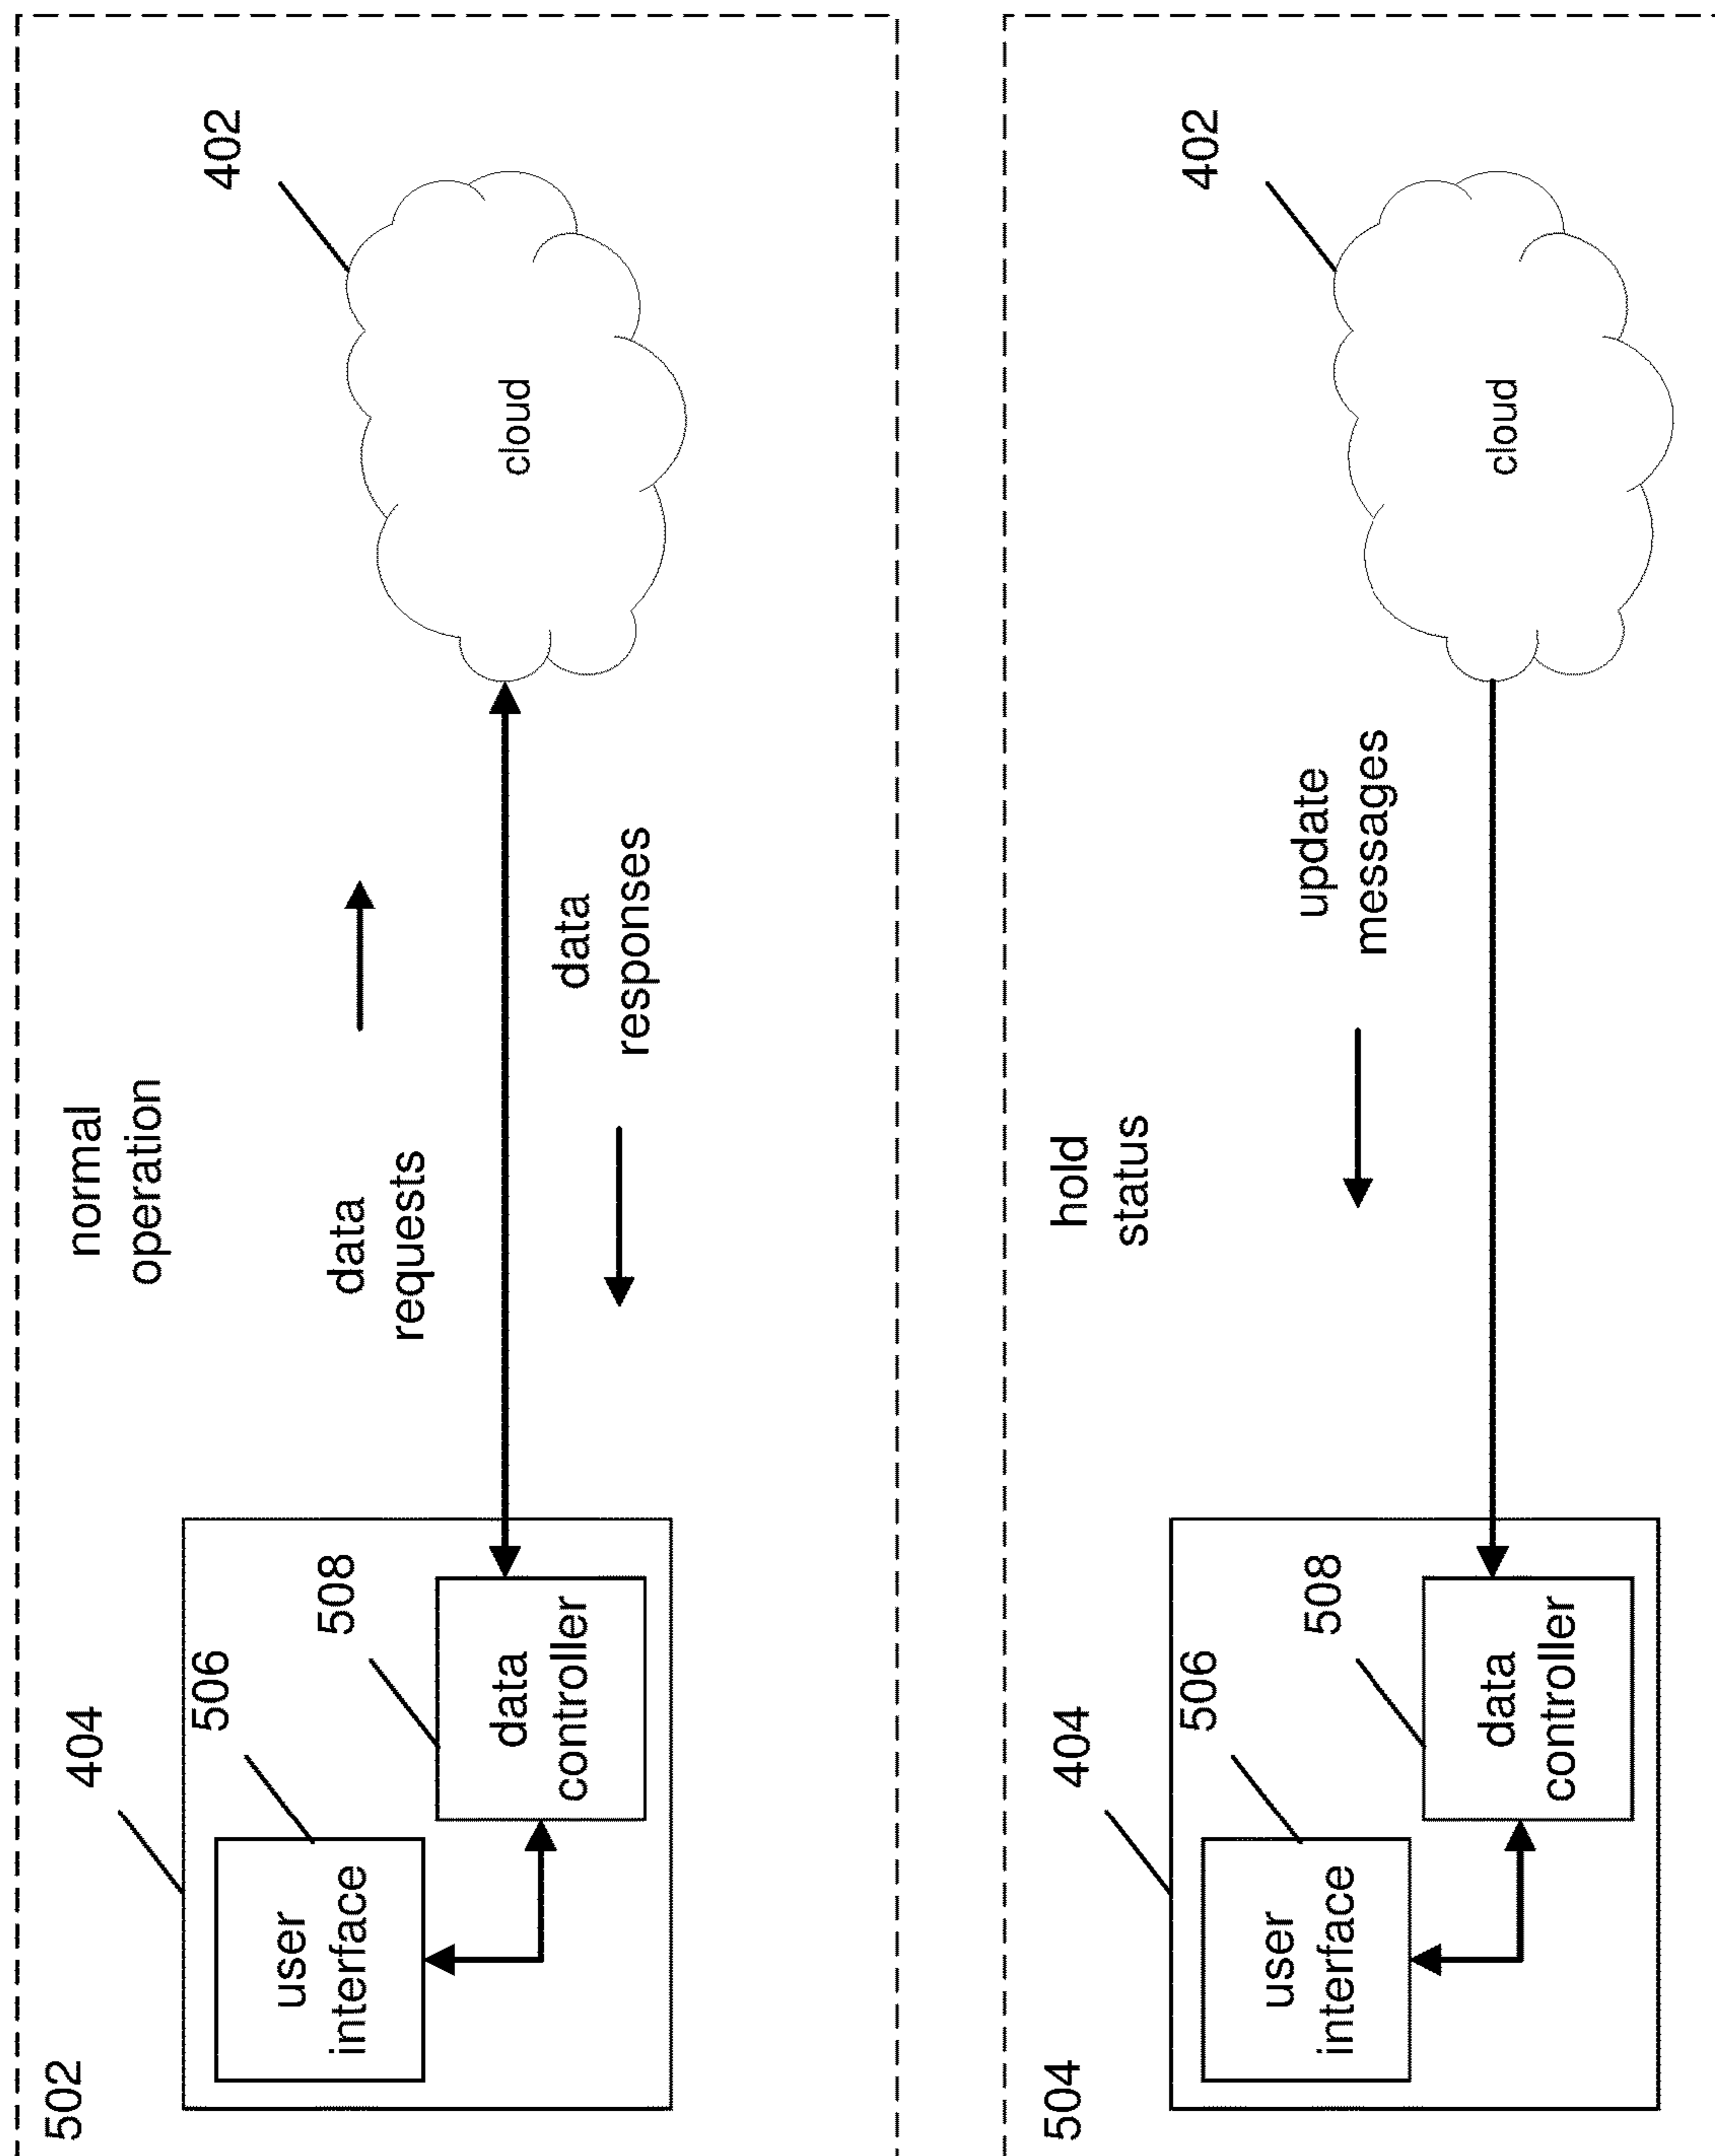 502
normal
operation
404
506
user
interface
508
data
controller
data
requests
data
responses
402
cloud
504
hold
status
404
506
user
interface
508
data
controller
update
messages
402
cloud